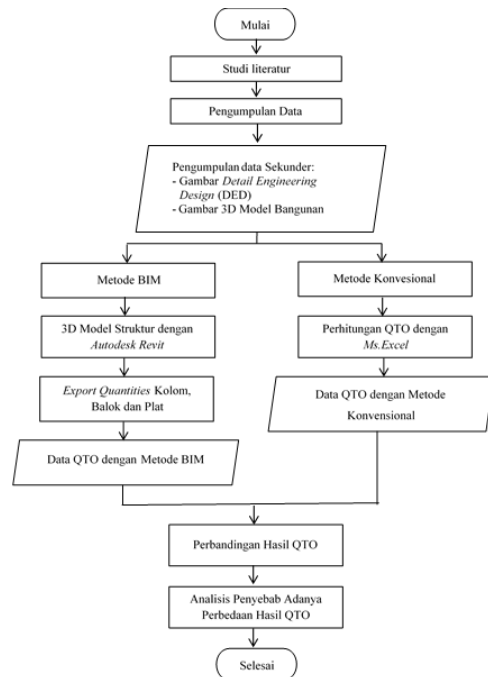 Mulai
Studi literatur
Pengumpulan Data
Pengumpulan data Sekunder:
- Gambar Detail Engineering
Design (DED)
- Gambar 3D Model Bangunan
Metode BIM
Metode Konvesional
3D Model Struktur dengan
Autodesk Revit
Perhitungan QTO dengan
Ms.Excel
Export Quantities Kolom,
Balok dan Plat
Data QTO dengan Metode
Konvensional
Data QTO dengan Metode BIM
Perbandingan Hasil QTO
Analisis Penyebab Adanya
Perbedaan Hasil QTO
Selesai